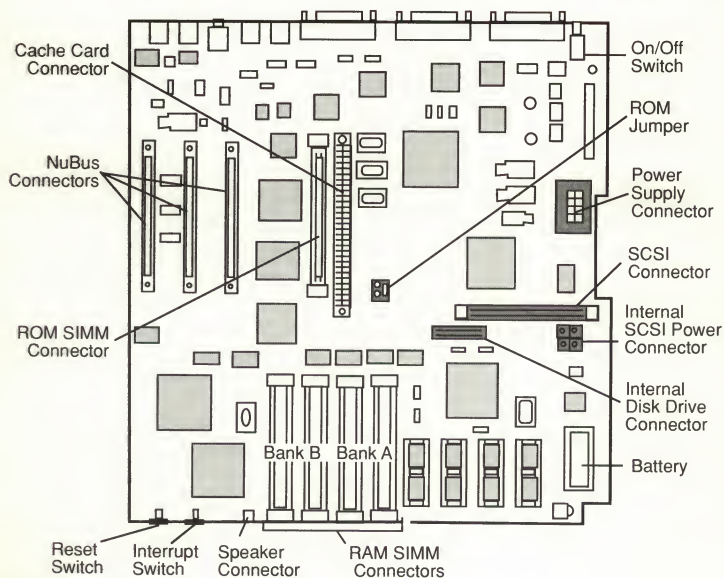 Cache Card
Connector
NuBus
Connectors
ROM SIMM
Connector
On/Off
Switch
ROM
Jumper
Power
Supply
Connector
SCSI
Connector
Internal
SCSI Power
Connector
Internal
Disk Drive
Connector
Battery
Bank B
Bank A
Reset
Switch
Interrupt
Switch
Speaker
Connector
RAM SIMM
Connectors